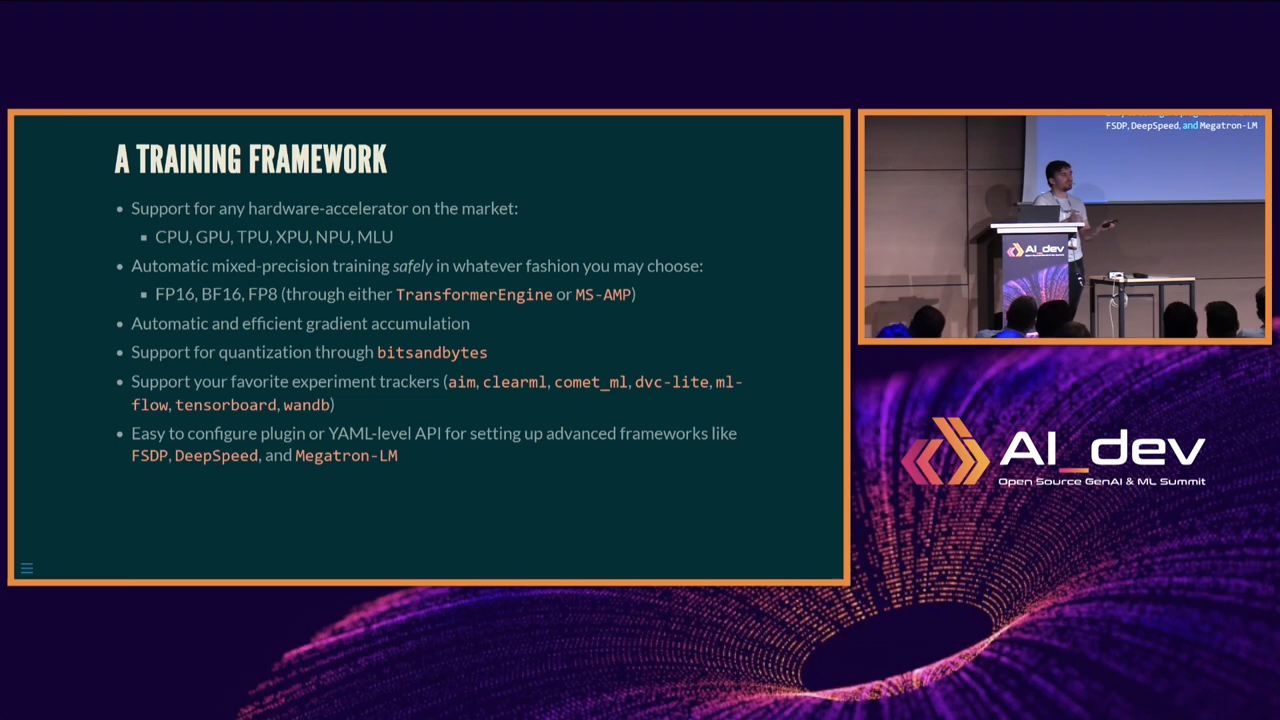 A TRAINING FRAMEWORK
• Support for any hardware-accelerator on the market:
▪ CPU, GPU, TPU, XPU, NPU, MLU
• Automatic mixed-precision training safely in whatever fashion you may choose:
▪ FP16, BF16, FP8 (through either TransformerEngine or MS-AMP)
• Automatic and efficient gradient accumulation
• Support for quantization through bitsandbytes
• Support your favorite experiment trackers (aim, clearml, comet_ml, dvc-lite, ml-
flow, tensorboard, wandb)
• Easy to configure plugin or YAML-level API for setting up advanced frameworks like
FSDP, DeepSpeed, and Megatron-LM
FSDP, DeepSpeed, and Megatron-LM
AI_dev
AI_dev
Open Source GenAI & ML Summit